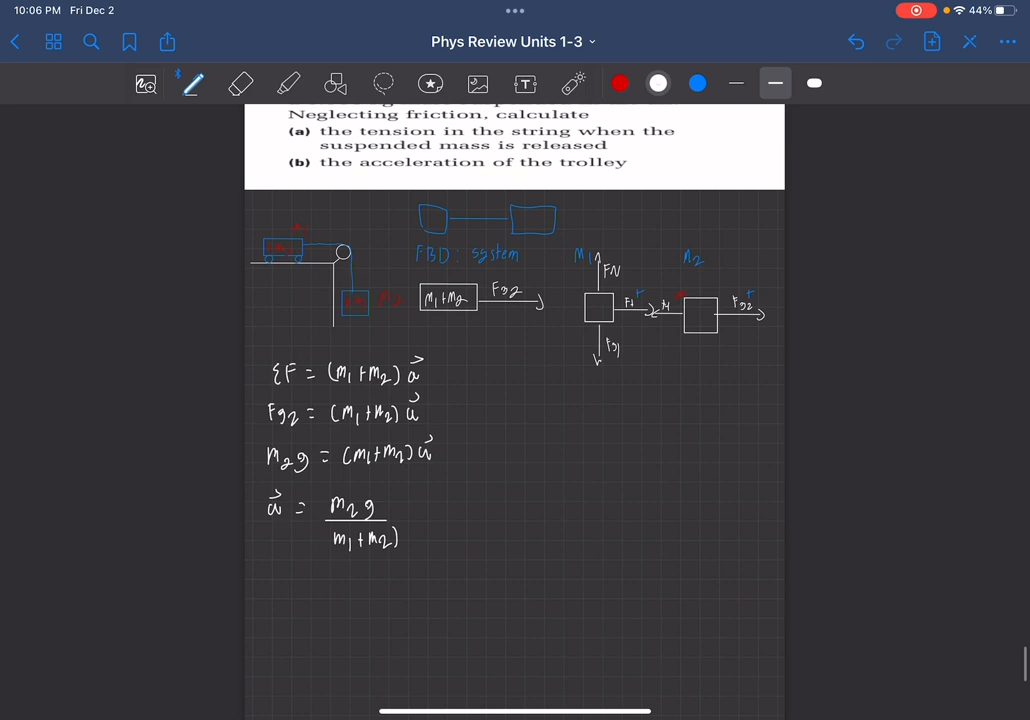 10:06 PM Fri Dec 2
44%
Phys Review Units 1-3
Neglecting friction, calculate
(a) the tension in the string when the
suspended mass is released
(b) the acceleration of the trolley
FBD: system
M1
M2
FN
Ft
Fg1
Fg2
M2
m1+m2
Fg2
ΣF = (m1+m2) a⃗
Fg2 = (m1+m2) a⃗
m2g = (m1+m2) a⃗
a⃗ = m2g
m1+m2)